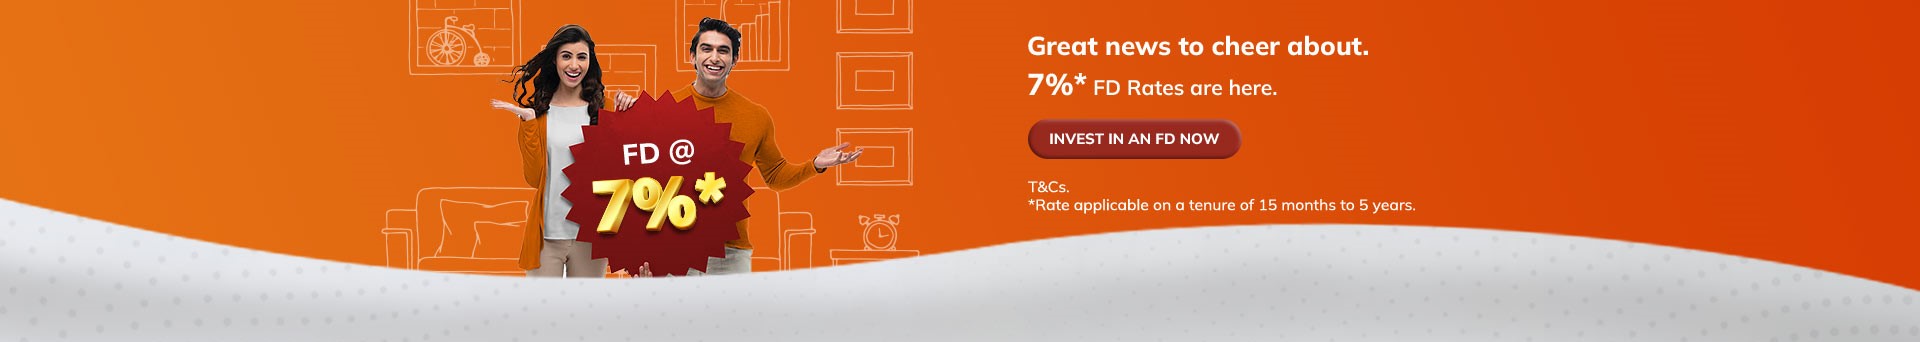 FD @
7%*
Great news to cheer about.
7%* FD Rates are here.
INVEST IN AN FD NOW
T&Cs.
*Rate applicable on a tenure of 15 months to 5 years.